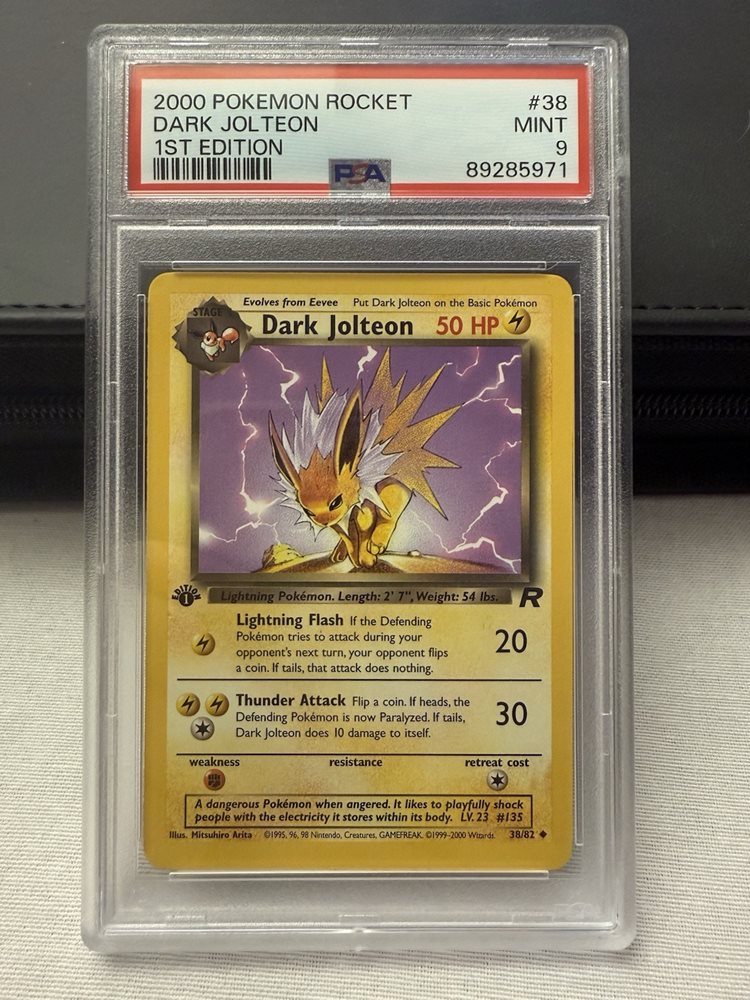 2000 POKEMON ROCKET #38
DARK JOLTEON MINT
1ST EDITION 9
PSA 89285971
Evolves from Eevee Put Dark Jolteon on the Basic Pokémon
STAGE
Dark Jolteon 50 HP
EDITION 1
Lightning Pokémon. Length: 2' 7", Weight: 54 lbs. R
Lightning Flash If the Defending
Pokémon tries to attack during your
opponent's next turn, your opponent flips
a coin. If tails, that attack does nothing.
20
Thunder Attack Flip a coin. If heads, the
Defending Pokémon is now Paralyzed. If tails,
Dark Jolteon does 10 damage to itself.
30
weakness resistance retreat cost
A dangerous Pokémon when angered. It likes to playfully shock
people with the electricity it stores within its body. LV. 23 #135
Illus. Mitsuhiro Arita ©1995, 96, 98 Nintendo, Creatures, GAMEFREAK. ©1999-2000 Wizards. 38/82